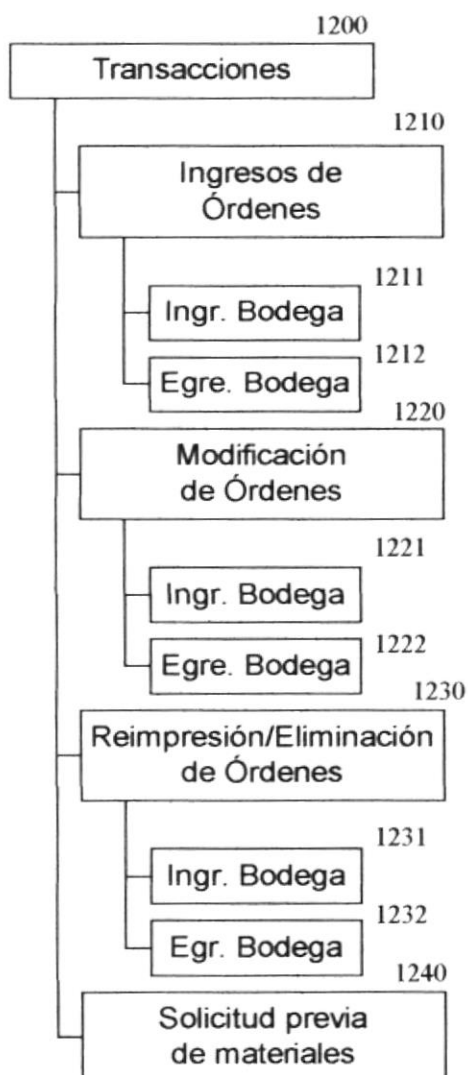 1200
Transacciones
1210
Ingresos de
Órdenes
1211
Ingr. Bodega
1212
Egre. Bodega
1220
Modificación
de Órdenes
1221
Ingr. Bodega
1222
Egre. Bodega
1230
Reimpresión/Eliminación
de Órdenes
1231
Ingr. Bodega
1232
Egr. Bodega
1240
Solicitud previa
de materiales